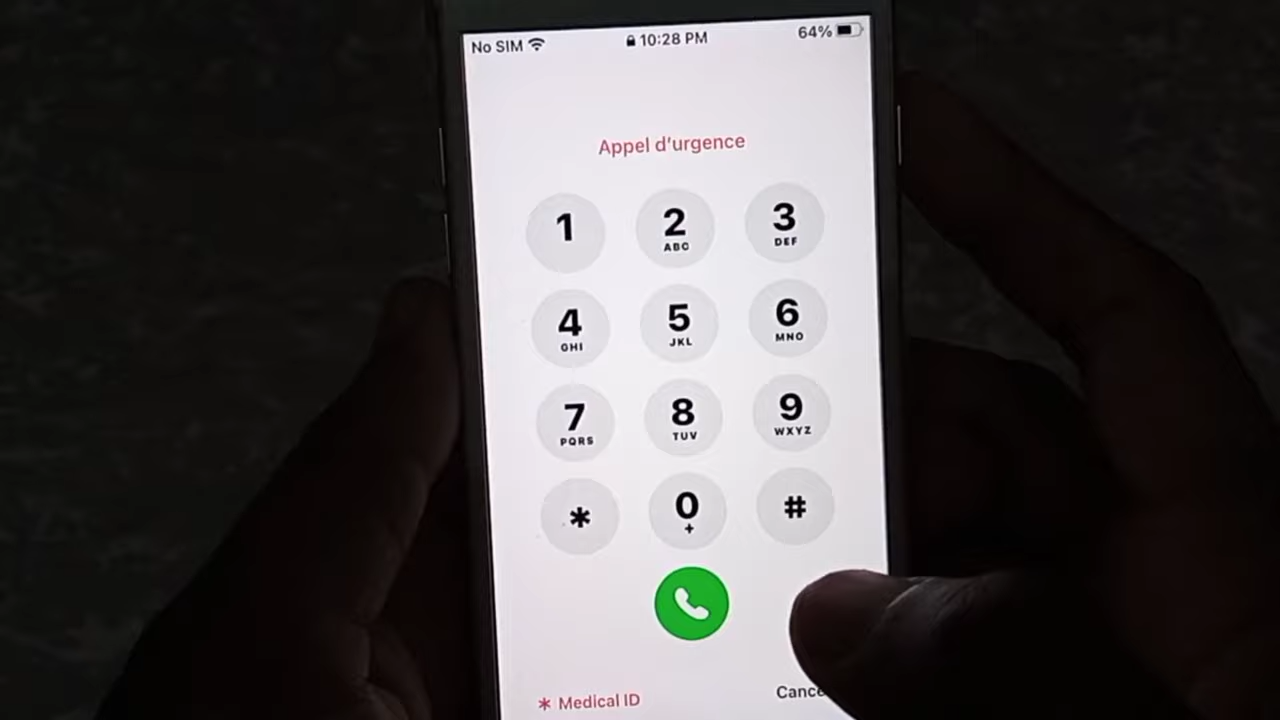 No SIM 10:28 PM 64%
Appel d'urgence
1 2 3
ABC DEF
4 5 6
GHI JKL MNO
7 8 9
PQRS TUV WXYZ
* 0 #
+
* Medical ID Cance